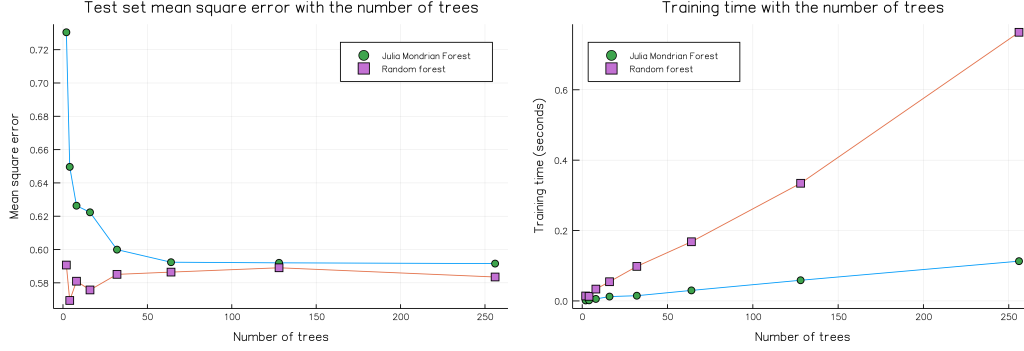 Test set mean square error with the number of trees
Julia Mondrian Forest
Random forest
0.72
0.70
0.68
0.66
0.64
0.62
0.60
0.58
Mean square error
0
50
100
150
200
250
Number of trees
Training time with the number of trees
Julia Mondrian Forest
Random forest
0.6
0.4
0.2
0.0
Training time (seconds)
0
50
100
150
200
250
Number of trees